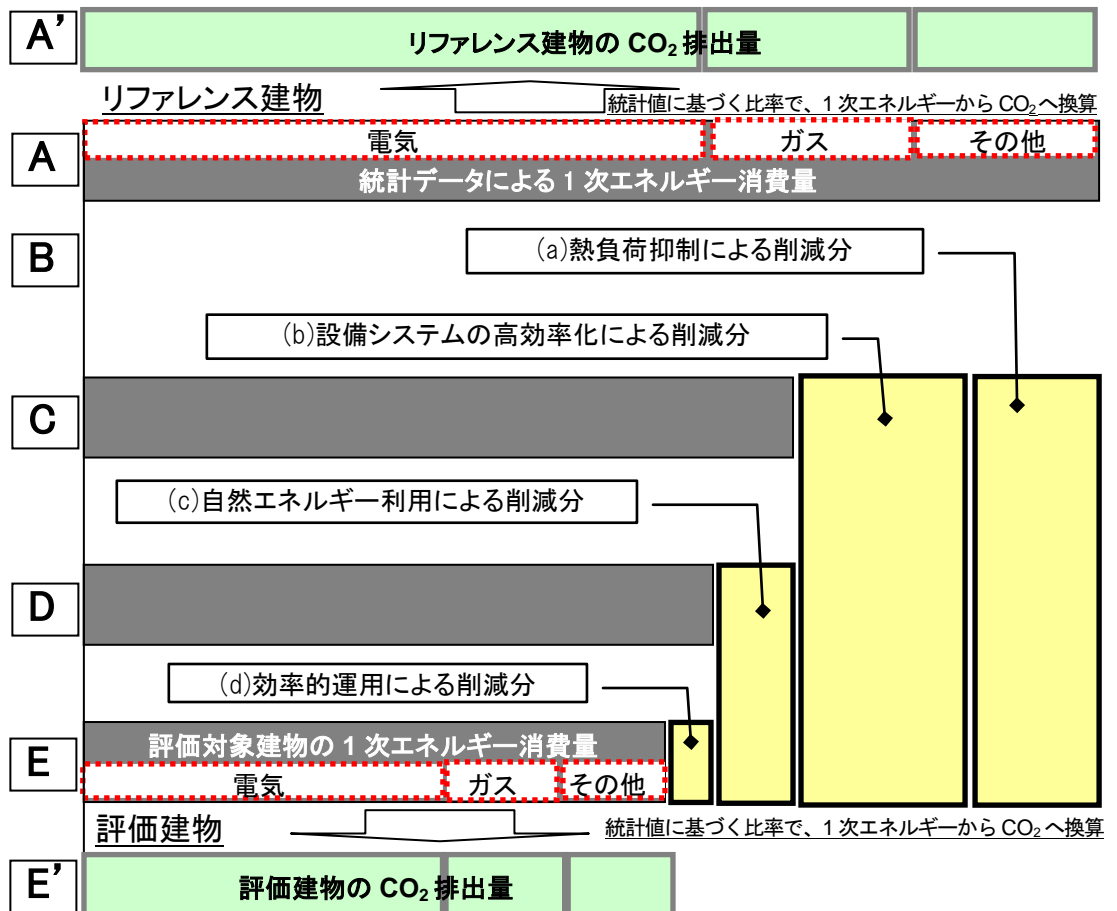 A’
リファレンス建物の CO₂ 排出量
リファレンス建物
統計値に基づく比率で、1次エネルギーから CO₂ へ換算
A
電気 ガス その他
統計データによる 1 次エネルギー消費量
B
(a)熱負荷抑制による削減分
(b)設備システムの高効率化による削減分
C
(c)自然エネルギー利用による削減分
D
(d)効率的運用による削減分
E
評価対象建物の 1 次エネルギー消費量
電気 ガス その他
評価建物
統計値に基づく比率で、1次エネルギーから CO₂ へ換算
E’
評価建物の CO₂ 排出量